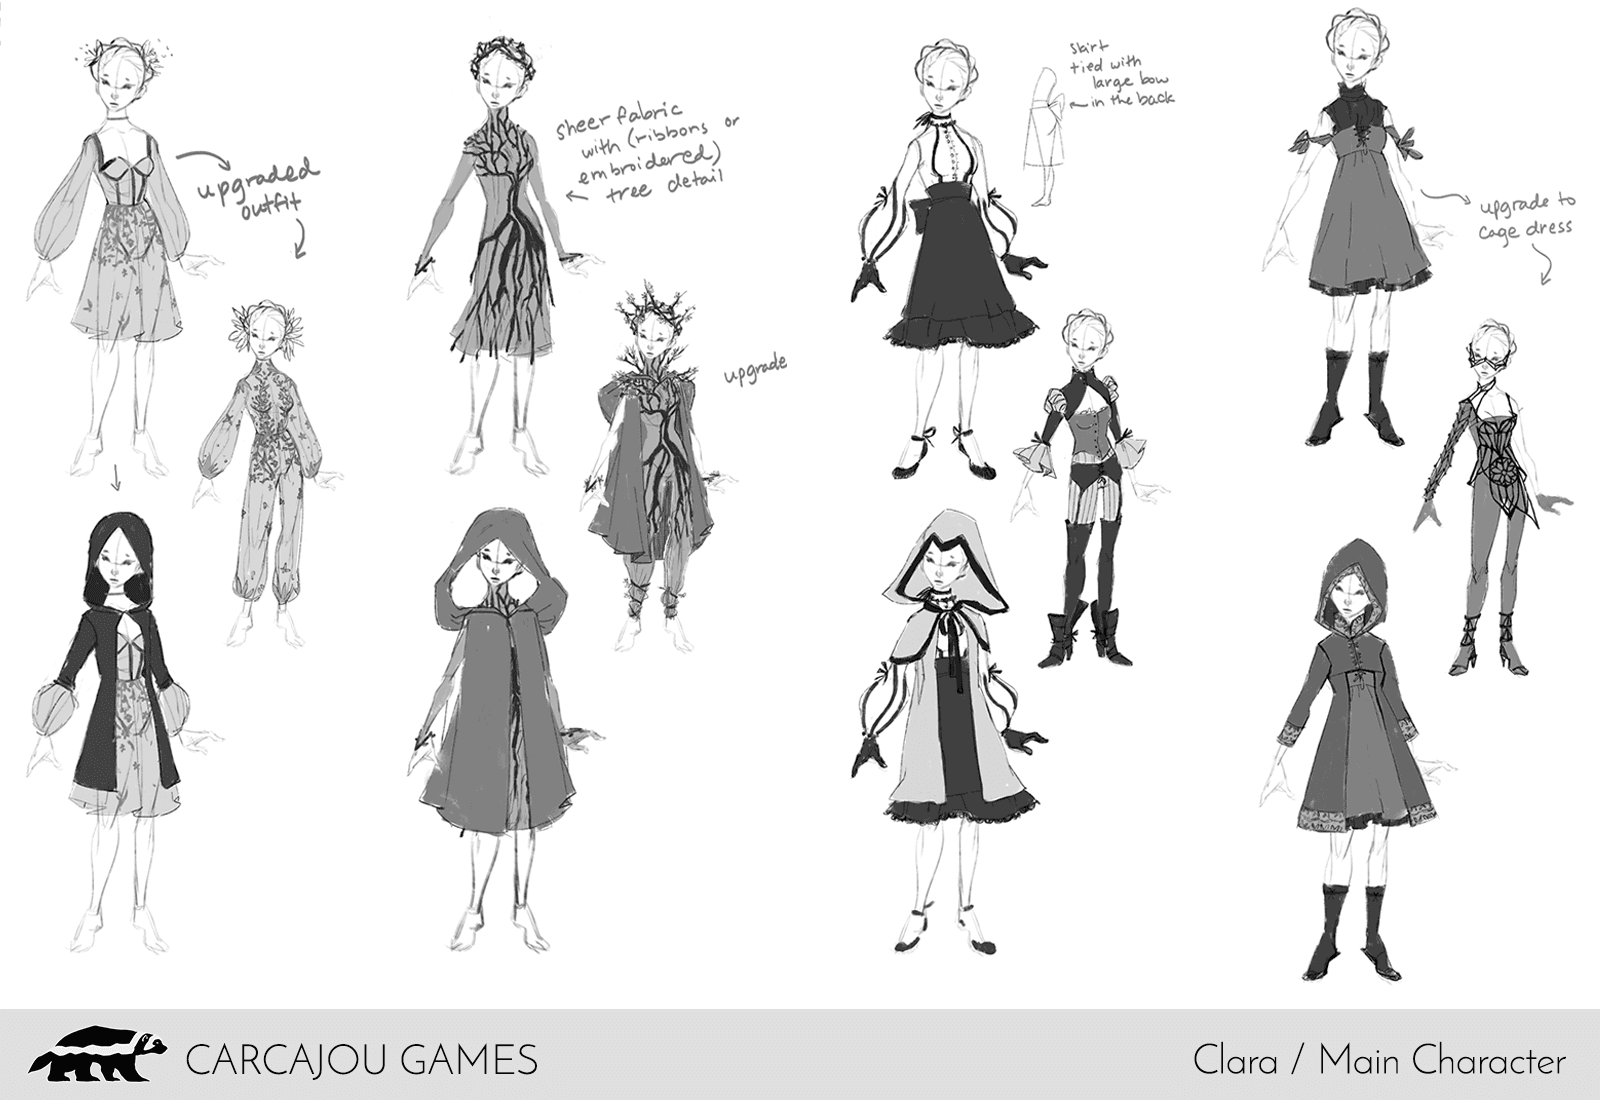 upgraded
outfit
sheer fabric
with (ribbons or
embroidered)
tree detail
upgrade
skirt
tied with
large bow
in the back
upgrade to
cage dress
CARCAJOU GAMES
Clara / Main Character